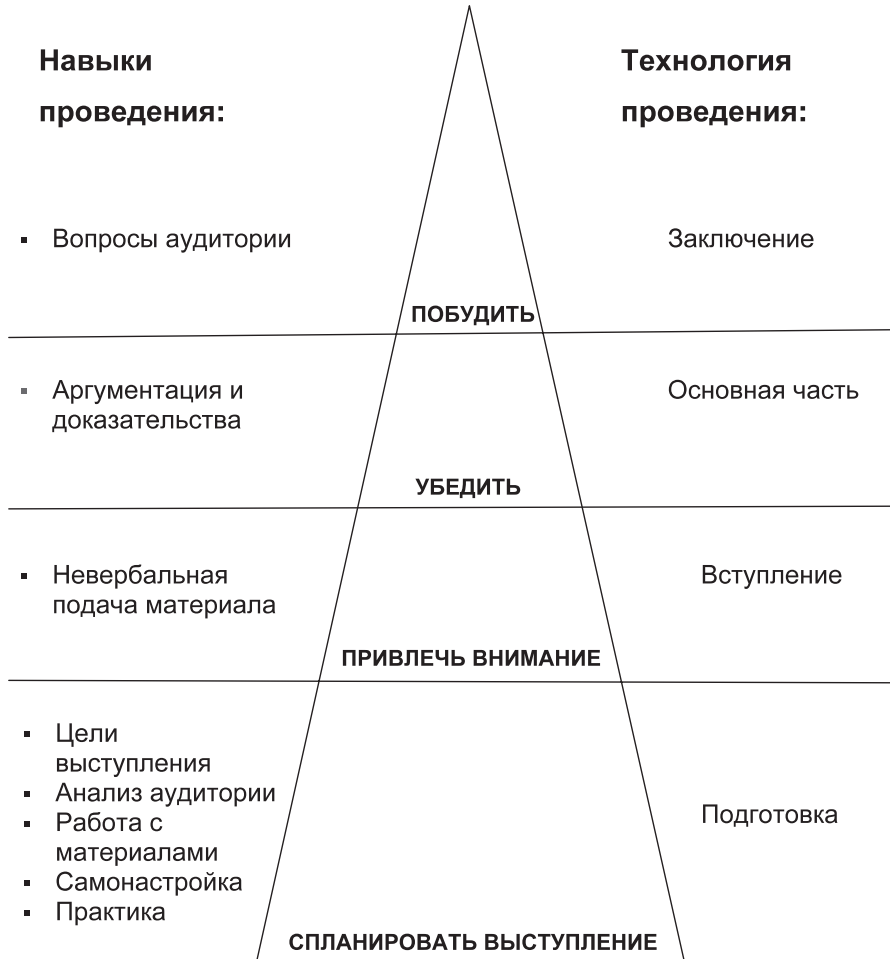 Навыки
проведения:
Технология
проведения:
▪ Вопросы аудитории
Заключение
ПОБУДИТЬ
▪ Аргументация и
доказательства
Основная часть
УБЕДИТЬ
▪ Невербальная
подача материала
Вступление
ПРИВЛЕЧЬ ВНИМАНИЕ
▪ Цели
выступления
▪ Анализ аудитории
▪ Работа с
материалами
▪ Самонастройка
▪ Практика
Подготовка
СПЛАНИРОВАТЬ ВЫСТУПЛЕНИЕ